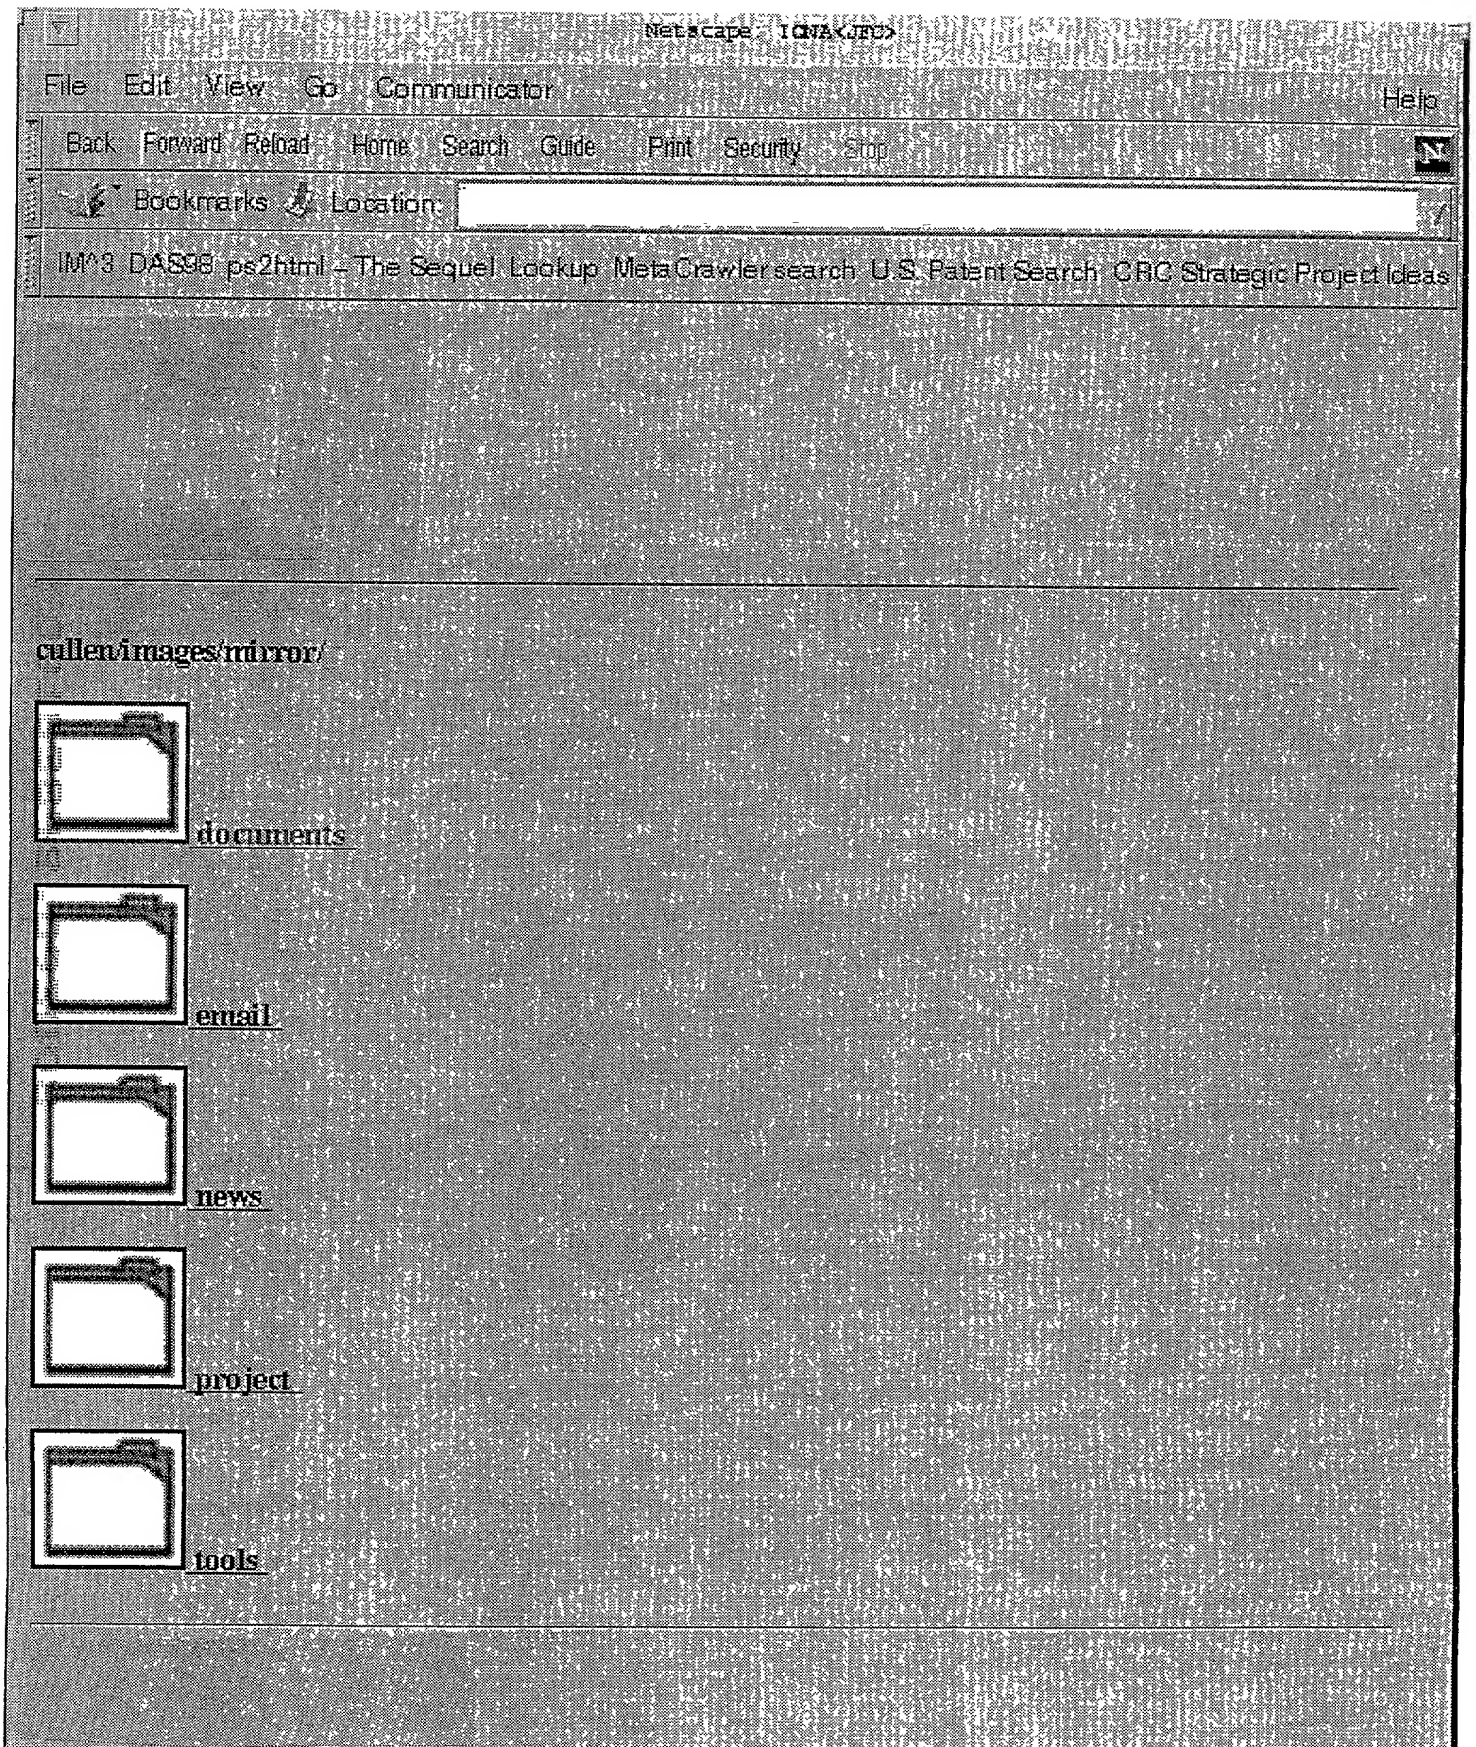 Netscape: IQNA<JFC>
File Edit View Go Communicator Help
Back Forward Reload Home Search Guide Print Security Stop
N
Bookmarks Location:
IM^3 DAS98 ps2html – The Sequel Lookup MetaCrawler search U.S. Patent Search CRC Strategic Project Ideas
cullen/images/mirror/
documents
email
news
project
tools